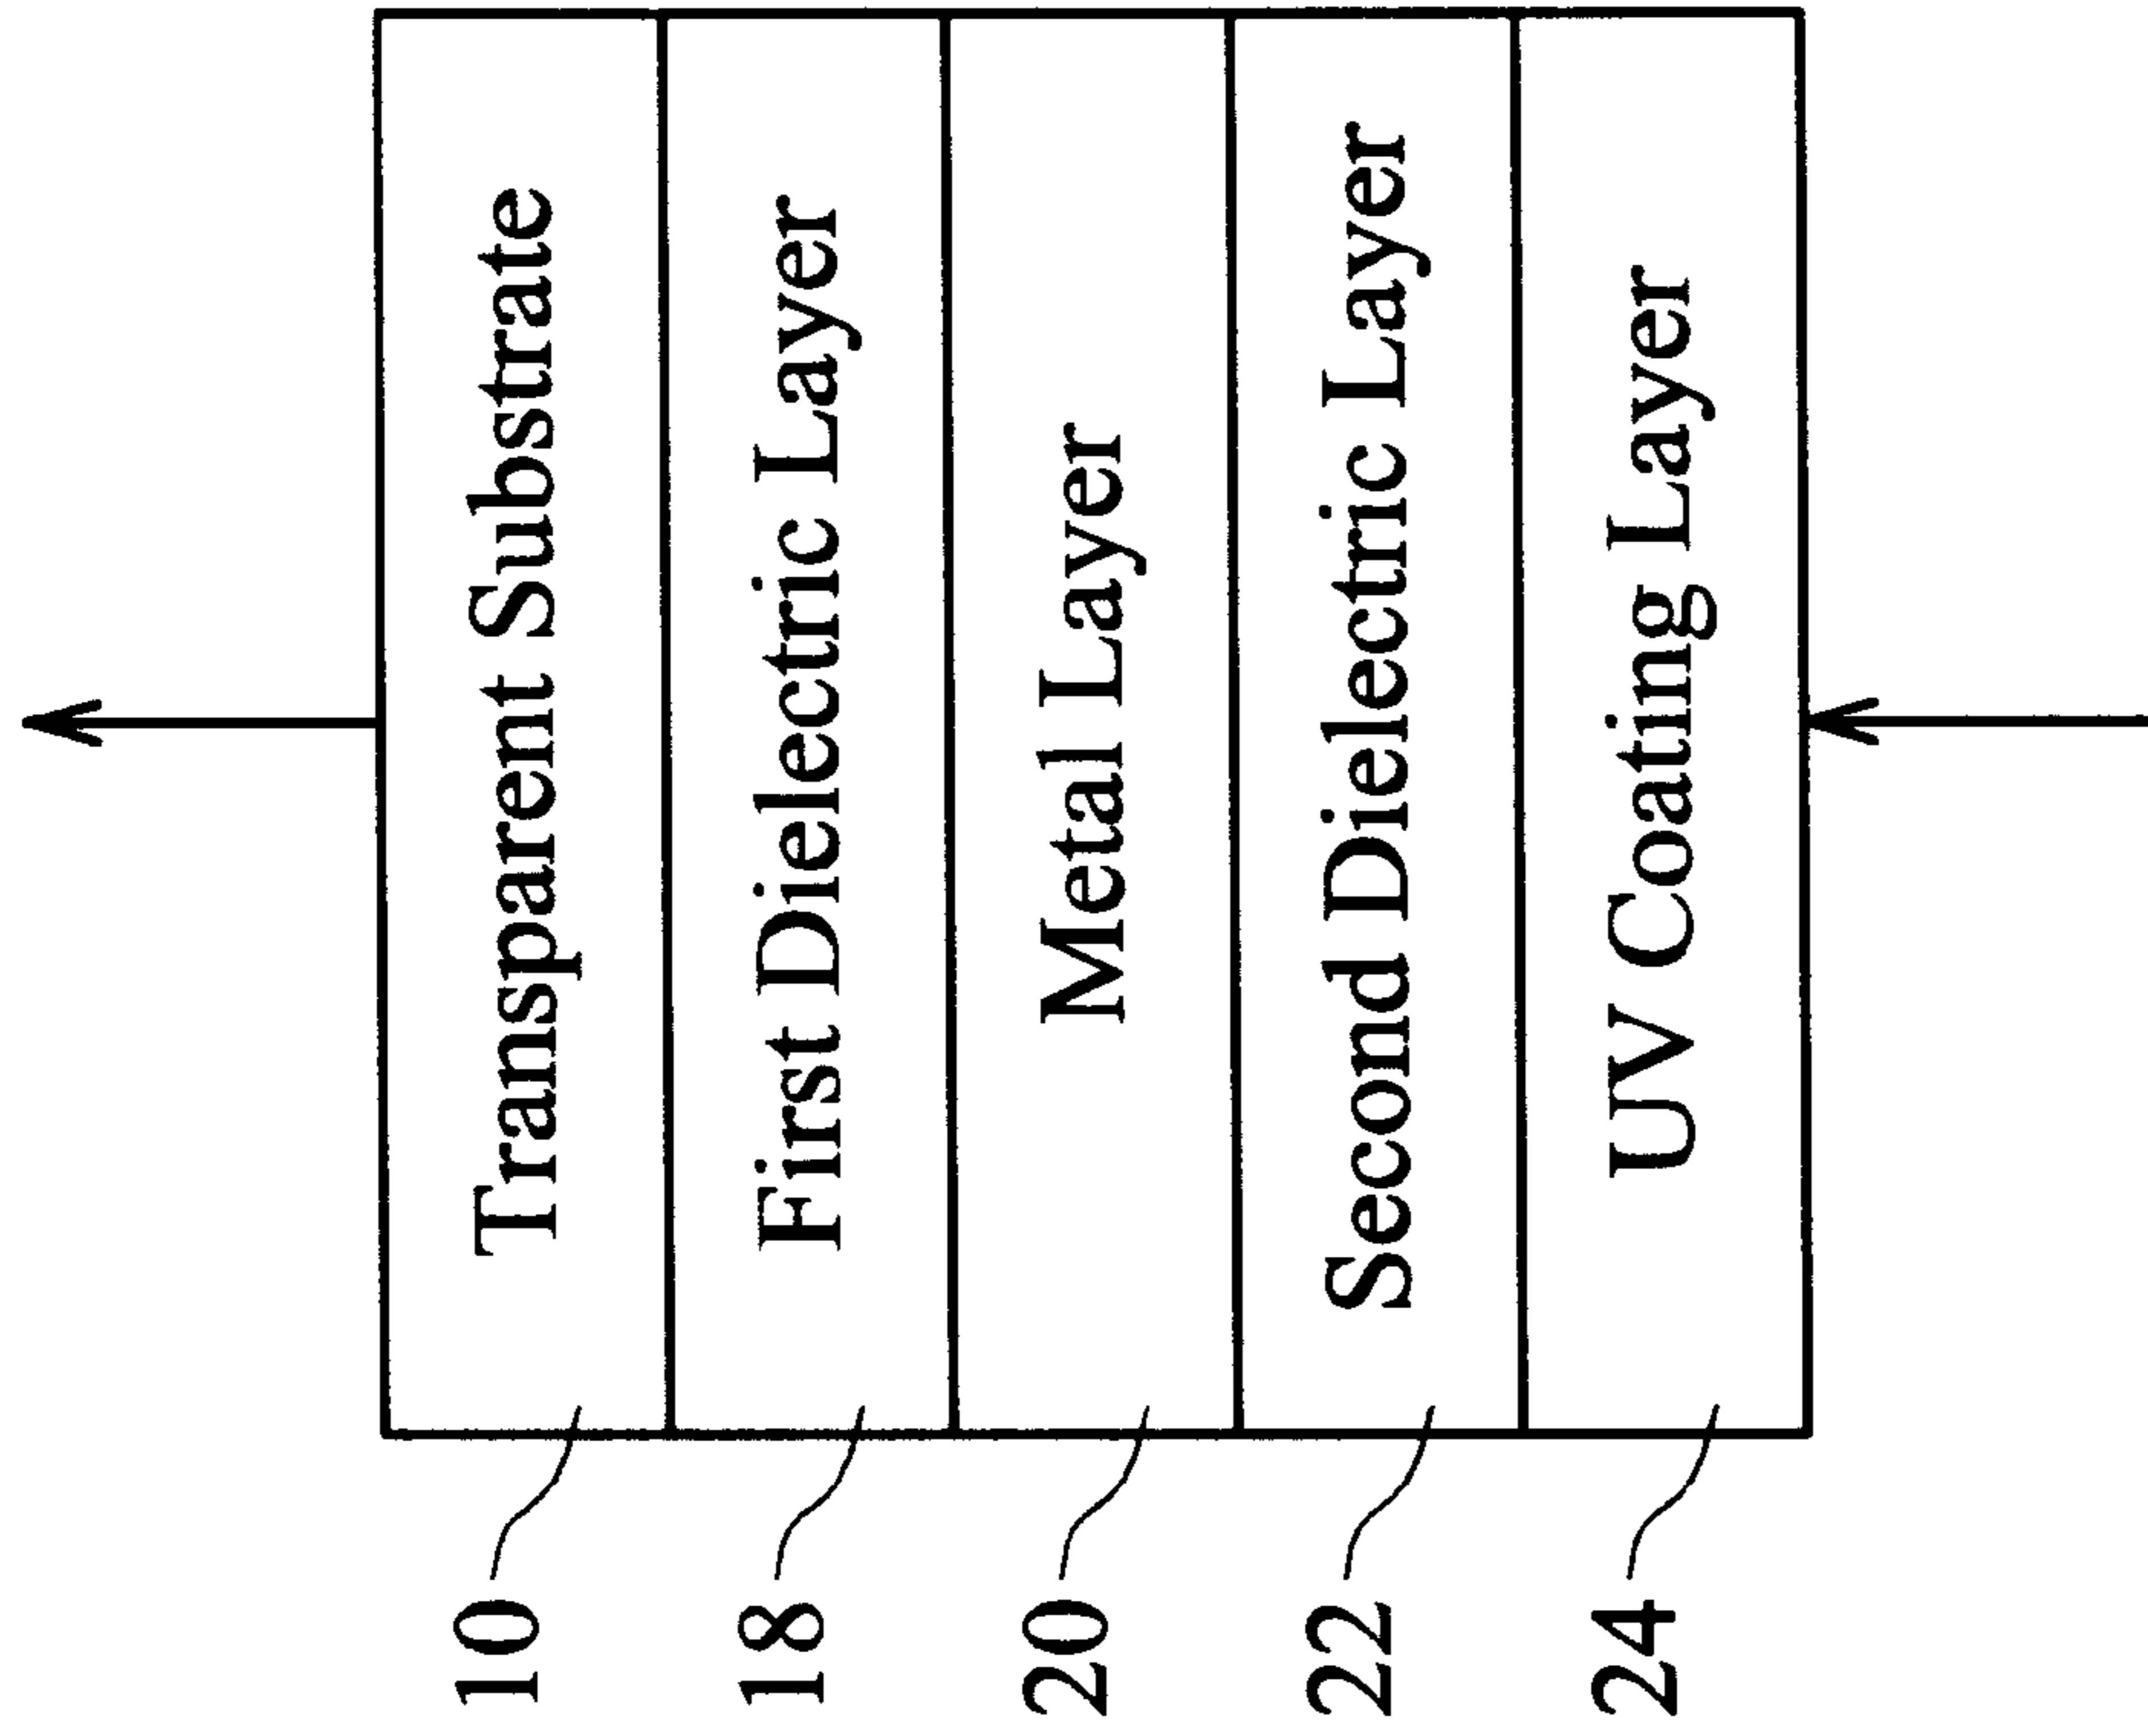 10 Transparent Substrate
18 First Dielectric Layer
20 Metal Layer
22 Second Dielectric Layer
24 UV Coating Layer